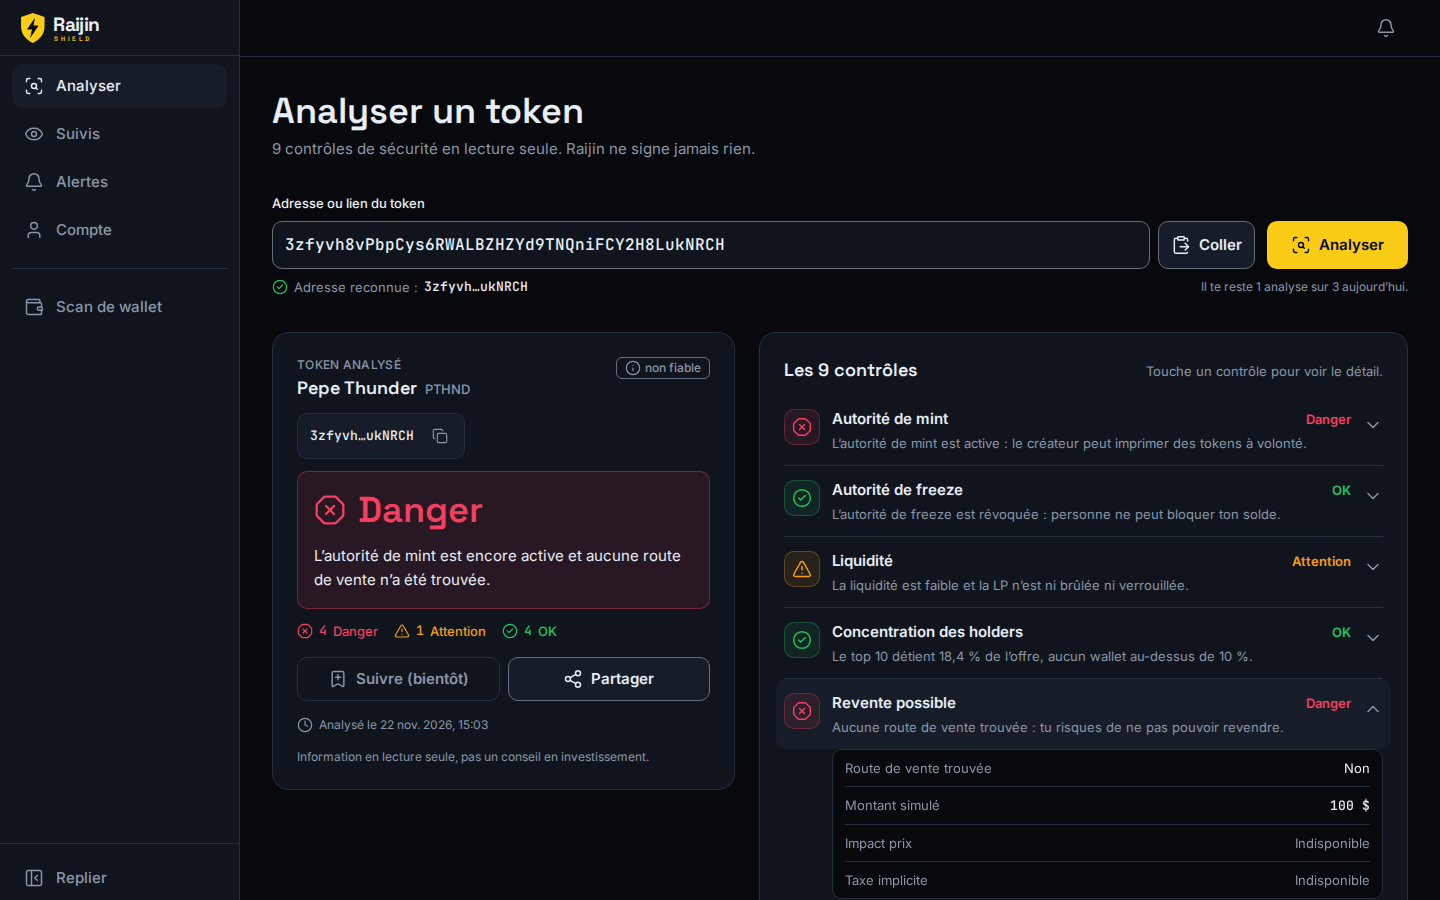 Raijin
SHIELD
Analyser
Suivis
Alertes
Compte
Scan de wallet
Replier
Analyser un token
9 contrôles de sécurité en lecture seule. Raijin ne signe jamais rien.
Adresse ou lien du token
3zfyvh8vPbpCys6RWALBZHZYd9TNQniFCY2H8LukNRCH
Coller
Analyser
Adresse reconnue : 3zfyvh…ukNRCH
Il te reste 1 analyse sur 3 aujourd’hui.
TOKEN ANALYSÉ
non fiable
Pepe Thunder PTHND
3zfyvh…ukNRCH
Danger
L’autorité de mint est encore active et aucune route
de vente n’a été trouvée.
4 Danger 1 Attention 4 OK
Suivre (bientôt)
Partager
Analysé le 22 nov. 2026, 15:03
Information en lecture seule, pas un conseil en investissement.
Les 9 contrôles
Touche un contrôle pour voir le détail.
Autorité de mint
Danger
L’autorité de mint est active : le créateur peut imprimer des tokens à volonté.
Autorité de freeze
OK
L’autorité de freeze est révoquée : personne ne peut bloquer ton solde.
Liquidité
Attention
La liquidité est faible et la LP n’est ni brûlée ni verrouillée.
Concentration des holders
OK
Le top 10 détient 18,4 % de l’offre, aucun wallet au-dessus de 10 %.
Revente possible
Danger
Aucune route de vente trouvée : tu risques de ne pas pouvoir revendre.
Route de vente trouvée
Non
Montant simulé
100 $
Impact prix
Indisponible
Taxe implicite
Indisponible